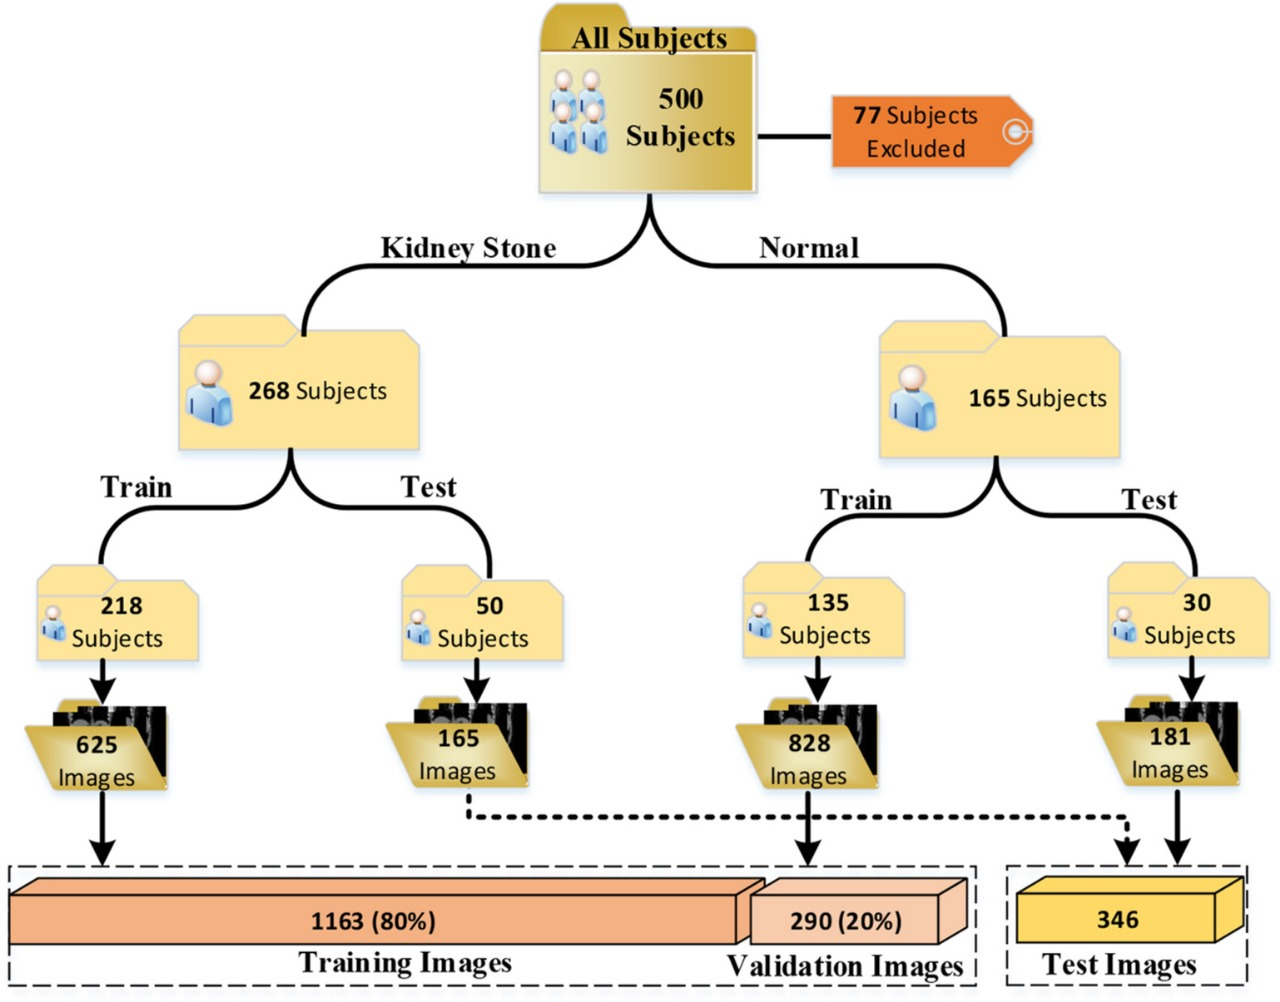 All Subjects
500
Subjects
77 Subjects
Excluded
Kidney Stone
Normal
268 Subjects
165 Subjects
Train
Test
Train
Test
218
Subjects
50
Subjects
135
Subjects
30
Subjects
625
Images
165
Images
828
Images
181
Images
1163 (80%)
290 (20%)
346
Training Images
Validation Images
Test Images